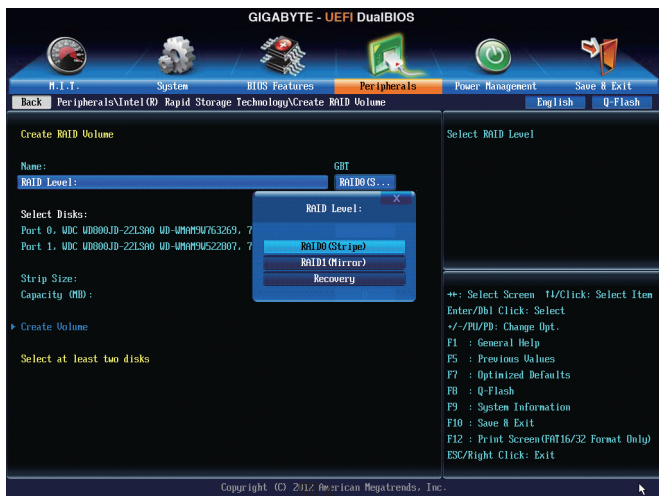 GIGABYTE - UEFI DualBIOS
M.I.T. System BIOS Features Peripherals Power Management Save & Exit
Back Peripherals\Intel(R) Rapid Storage Technology\Create RAID Volume English Q-Flash
Create RAID Volume
Name: GBT
RAID Level: RAID0(S...
Select Disks:
Port 0, WDC WD800JD-22LSA0 WD-WMAM9W763269, 7
Port 1, WDC WD800JD-22LSA0 WD-WMAM9W522807, 7
Strip Size:
Capacity (MB):
Create Volume
Select at least two disks
RAID Level: X
RAID0(Stripe)
RAID1(Mirror)
Recovery
Select RAID Level
↔: Select Screen ↑↓/Click: Select Item
Enter/Dbl Click: Select
+/-/PU/PD: Change Opt.
F1 : General Help
F5 : Previous Values
F7 : Optimized Defaults
F8 : Q-Flash
F9 : System Information
F10 : Save & Exit
F12 : Print Screen(FAT16/32 Format Only)
ESC/Right Click: Exit
Copyright (C) 2012 American Megatrends, Inc.